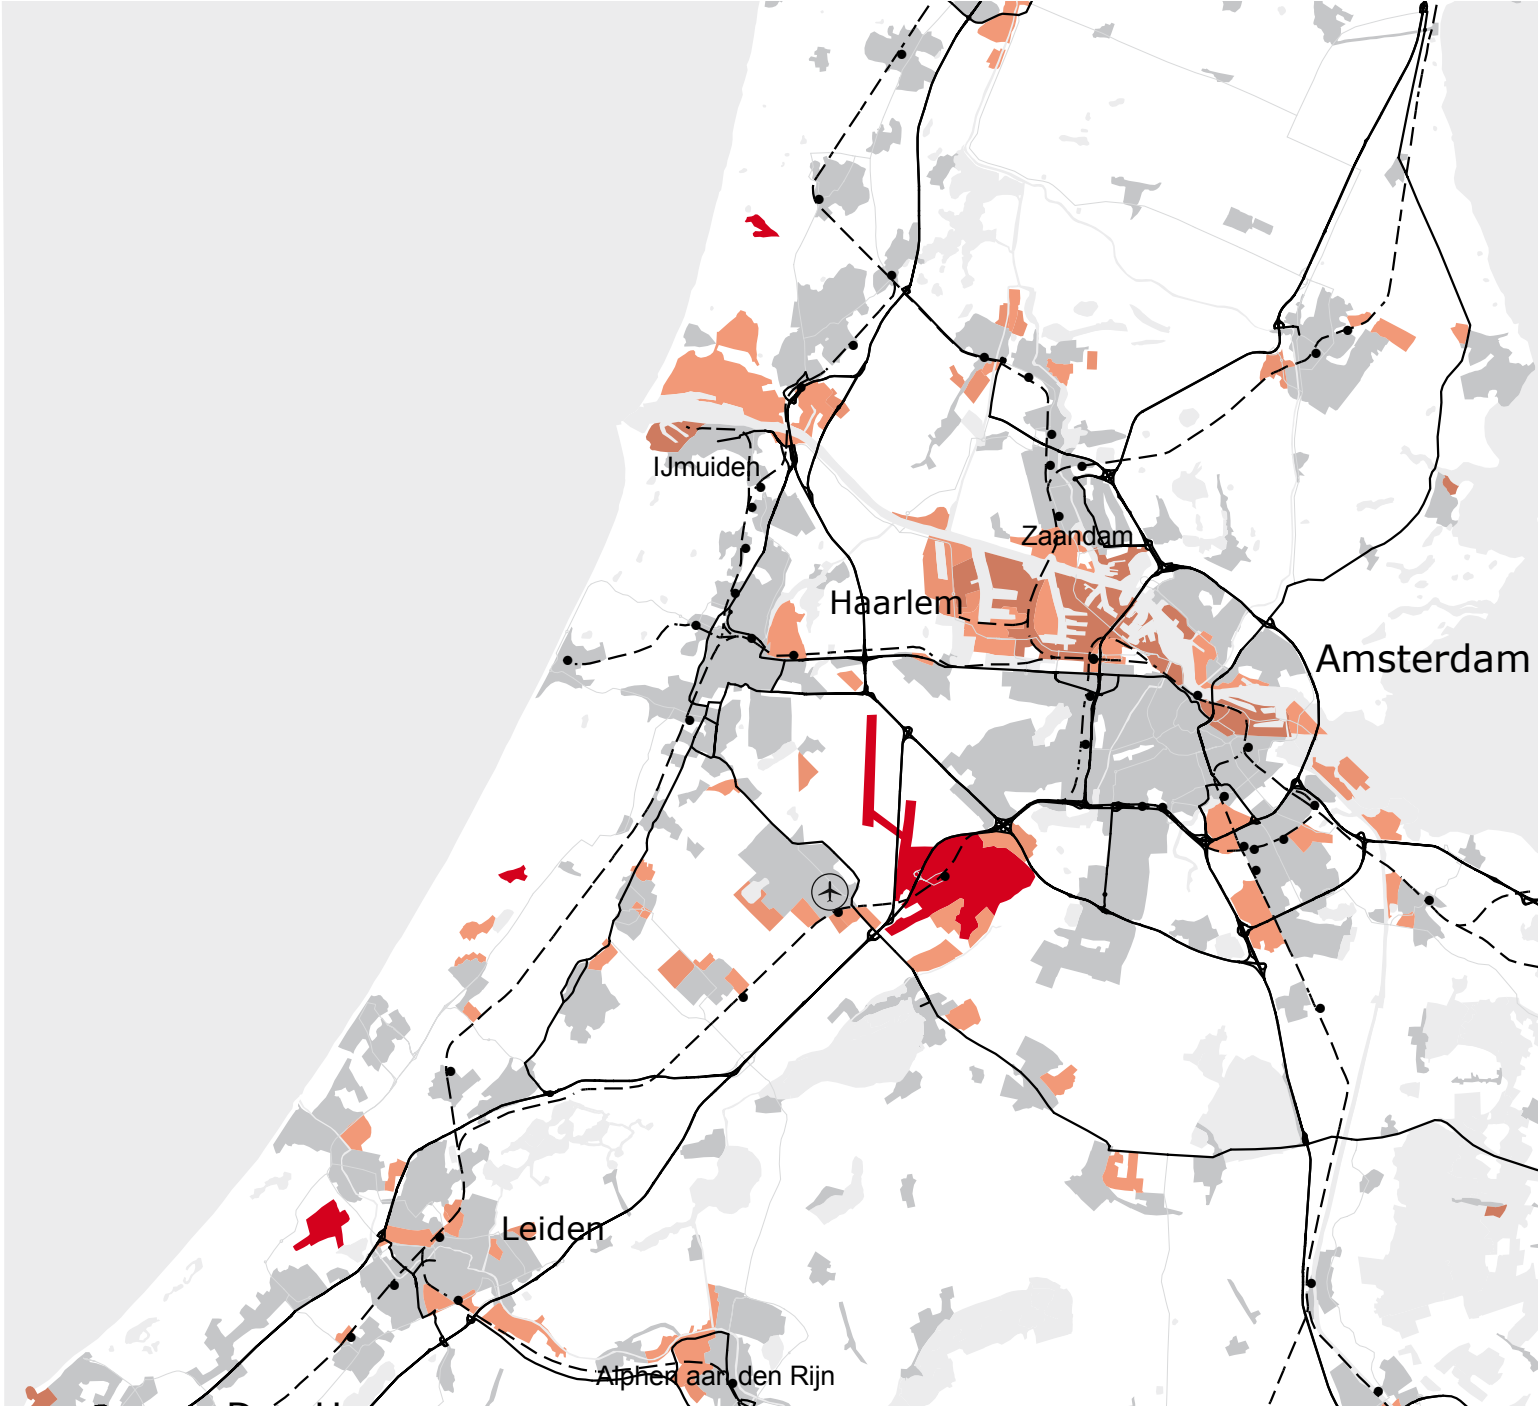 IJmuiden
Zaandam
Haarlem
Amsterdam
Leiden
Alphen aan den Rijn